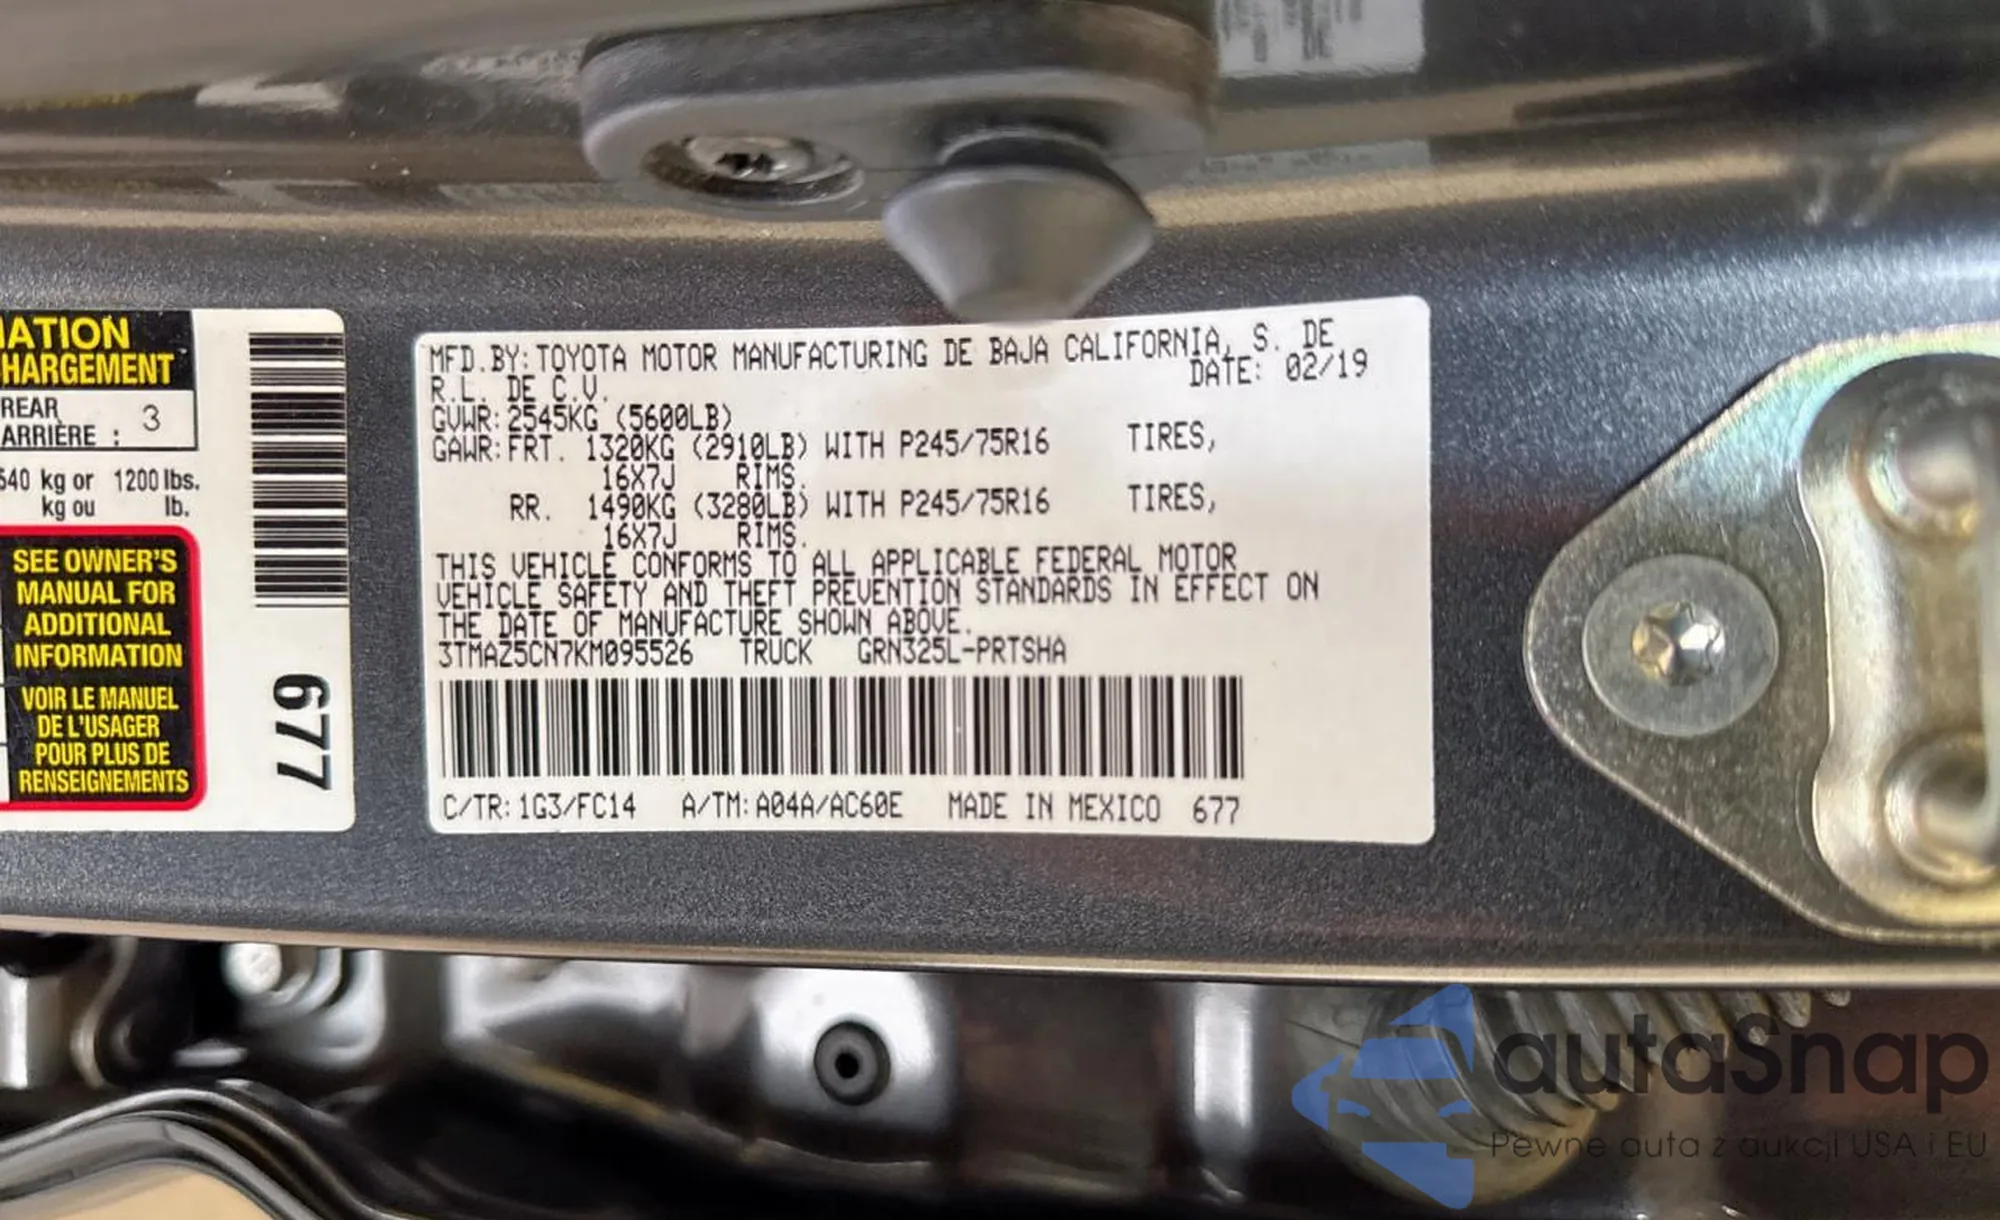 IATION
HARGEMENT
REAR
ARRIÈRE : 3
540 kg or 1200 lbs.
kg ou lb.
SEE OWNER'S
MANUAL FOR
ADDITIONAL
INFORMATION
VOIR LE MANUEL
DE L'USAGER
POUR PLUS DE
RENSEIGNEMENTS
677
MFD.BY:TOYOTA MOTOR MANUFACTURING DE BAJA CALIFORNIA, S. DE
R.L. DE C.V. DATE: 02/19
GVWR:2545KG (5600LB)
GAWR:FRT. 1320KG (2910LB) WITH P245/75R16 TIRES,
16X7J RIMS.
RR. 1490KG (3280LB) WITH P245/75R16 TIRES,
16X7J RIMS.
THIS VEHICLE CONFORMS TO ALL APPLICABLE FEDERAL MOTOR
VEHICLE SAFETY AND THEFT PREVENTION STANDARDS IN EFFECT ON
THE DATE OF MANUFACTURE SHOWN ABOVE.
3TMAZ5CN7KM095526 TRUCK GRN325L-PRTSHA
C/TR:1G3/FC14 A/TM:A04A/AC60E MADE IN MEXICO 677
autaSnap
Pewne auta z aukcji USA i EU